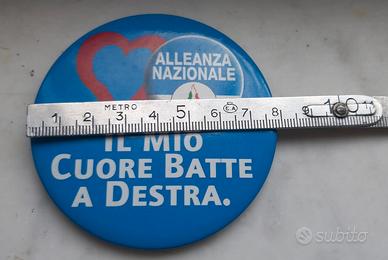 ALLEANZA
NAZIONALE
METRO
1 2 3 4 5 6 7 8 9 10
IL MIO
CUORE BATTE
A DESTRA.
subito